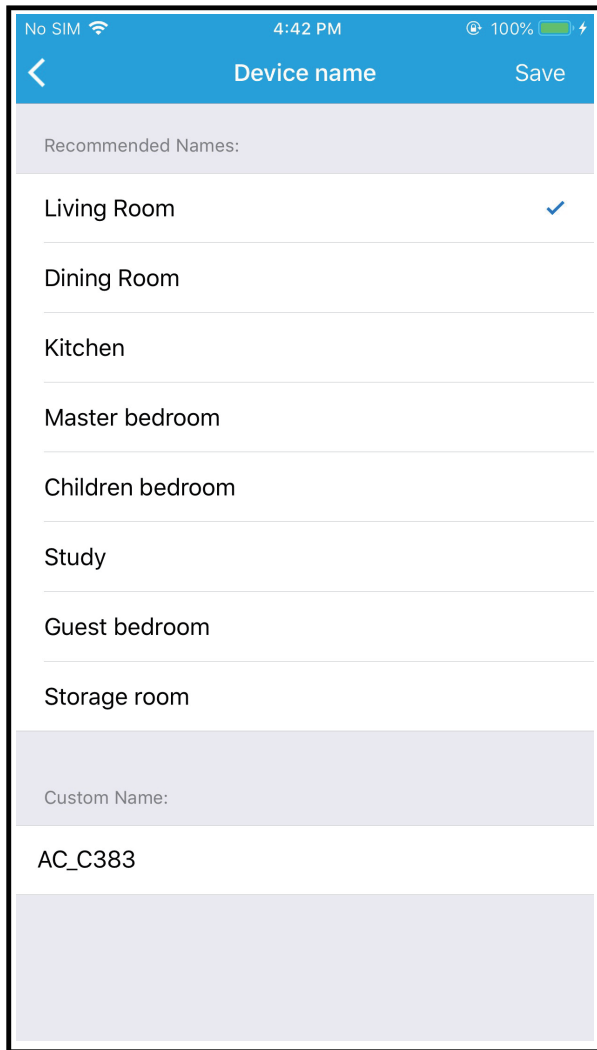 No SIM 4:42 PM 100%
Device name Save
Recommended Names:
Living Room
Dining Room
Kitchen
Master bedroom
Children bedroom
Study
Guest bedroom
Storage room
Custom Name:
AC_C383